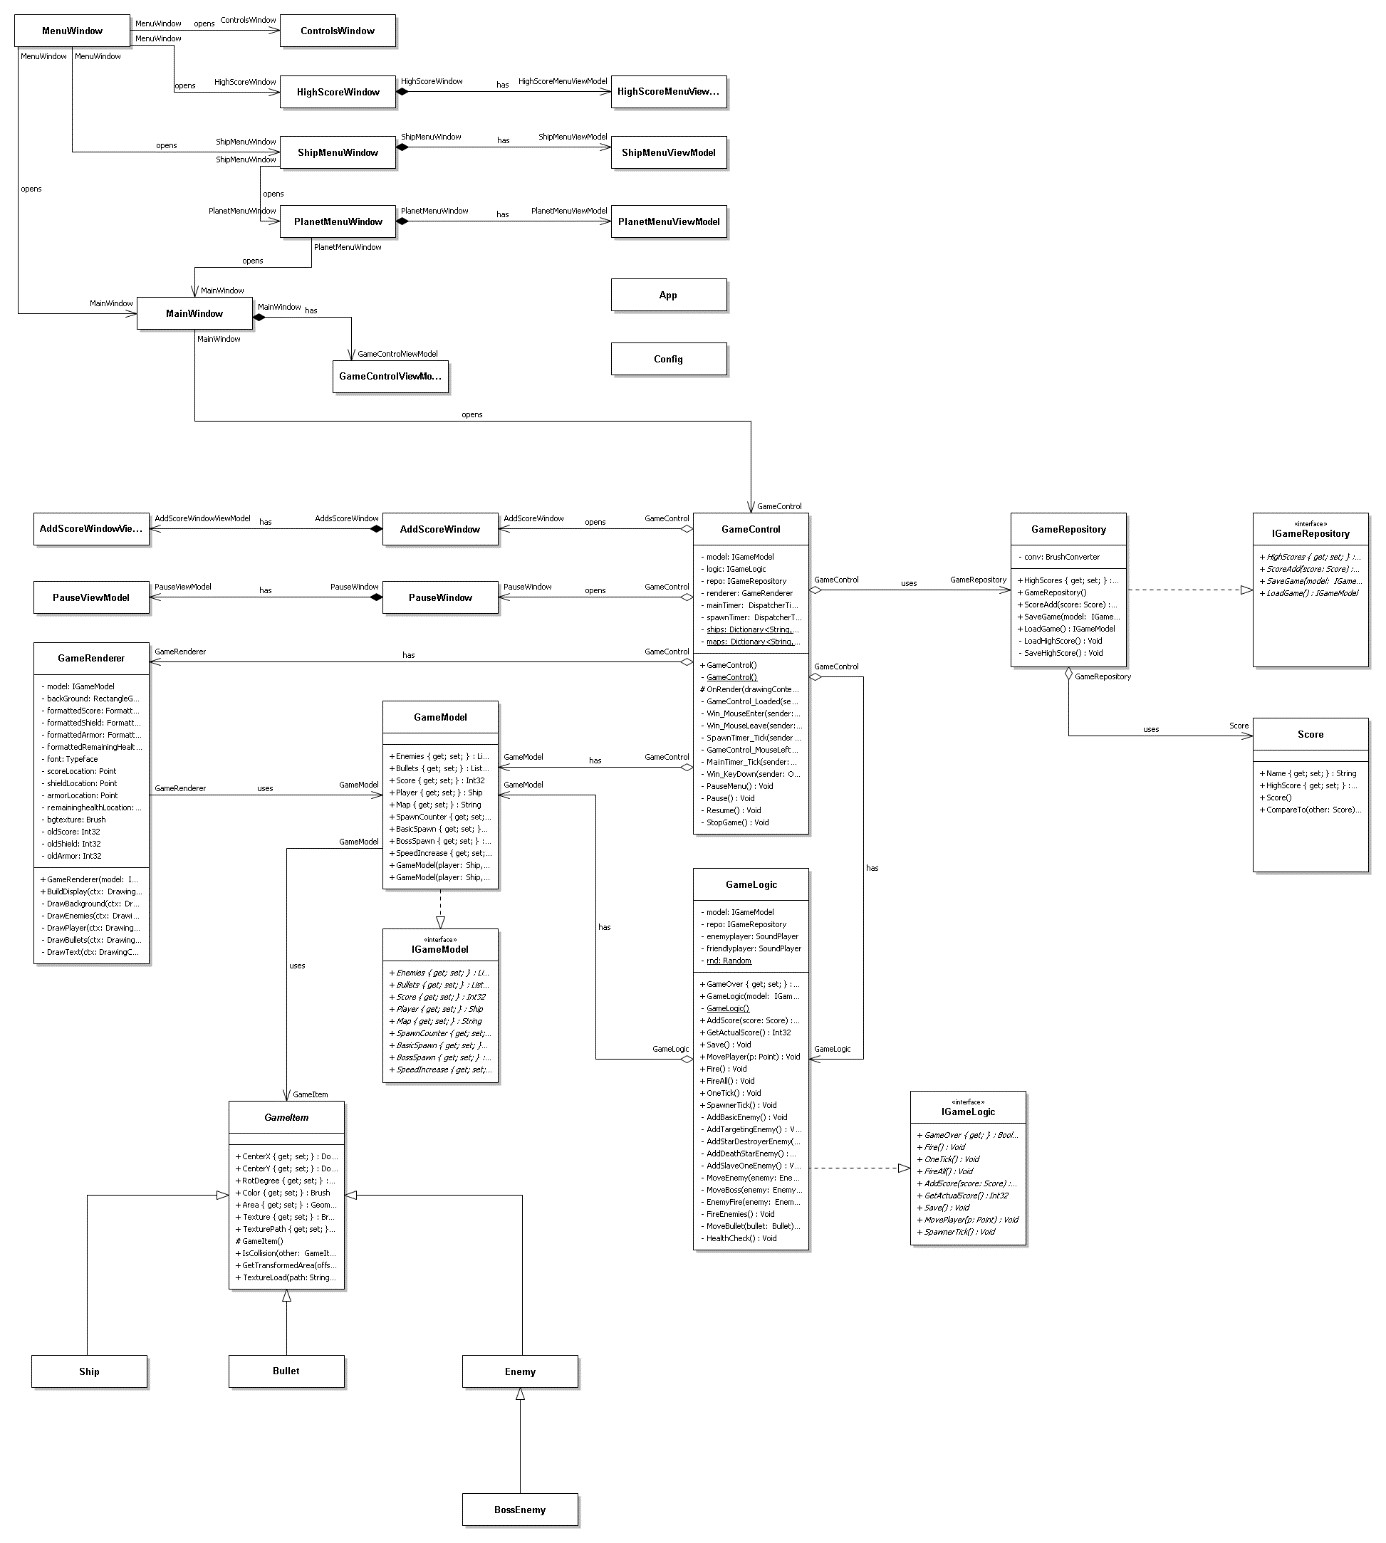 MenuWindow
MenuWindow
opens
ControlsWindow
ControlsWindow
MenuWindow
MenuWindow
MenuWindow
opens
HighScoreWindow
HighScoreWindow
HighScoreWindow
has
HighScoreMenuViewModel
HighScoreMenuView...
opens
ShipMenuWindow
ShipMenuWindow
ShipMenuWindow
ShipMenuWindow
has
ShipMenuViewModel
ShipMenuViewModel
opens
opens
PlanetMenuWindow
PlanetMenuWindow
PlanetMenuWindow
has
PlanetMenuViewModel
PlanetMenuViewModel
PlanetMenuWindow
opens
MainWindow
MainWindow
MainWindow
MainWindow
has
MainWindow
GameControlViewModel
GameControlViewMo...
App
Config
opens
GameControl
AddScoreWindowVie...
AddScoreWindowViewModel
has
AddsScoreWindow
AddScoreWindow
AddScoreWindow
opens
GameControl
PauseViewModel
PauseViewModel
has
PauseWindow
PauseWindow
PauseWindow
opens
GameControl
GameControl
- model: IGameModel
- logic: IGameLogic
- repo: IGameRepository
- renderer: GameRenderer
- mainTimer: DispatcherTi...
- spawnTimer: DispatcherT...
- ships: Dictionary<String,...
- maps: Dictionary<String,...
+ GameControl()
- GameControl()
# OnRender(drawingConte...
- GameControl_Loaded(se...
- Win_MouseEnter(sender:...
- Win_MouseLeave(sender:...
- SpawnTimer_Tick(sender...
- GameControl_MouseLeft...
- MainTimer_Tick(sender:...
- Win_KeyDown(sender: O...
- PauseMenu() : Void
- Pause() : Void
- Resume() : Void
- StopGame() : Void
GameControl
uses
GameRepository
GameRepository
- conv: BrushConverter
+ HighScores { get; set; } :...
+ GameRepository()
+ ScoreAdd(score: Score) :...
+ SaveGame(model: IGame...
+ LoadGame() : IGameModel
- LoadHighScore() : Void
- SaveHighScore() : Void
«interface»
IGameRepository
+ HighScores { get; set; } :...
+ ScoreAdd(score: Score) :...
+ SaveGame(model: IGame...
+ LoadGame() : IGameModel
GameRepository
uses
Score
Score
+ Name { get; set; } : String
+ HighScore { get; set; } :...
+ Score()
+ CompareTo(other: Score)...
GameRenderer
- model: IGameModel
- backGround: RectangleG...
- formattedScore: Formatt...
- formattedShield: Formatt...
- formattedArmor: Formatt...
- formattedRemainingHealt...
- font: Typeface
- scoreLocation: Point
- shieldLocation: Point
- armorLocation: Point
- remaininghealthLocation:...
- bgtexture: Brush
- oldScore: Int32
- oldShield: Int32
- oldArmor: Int32
+ GameRenderer(model: I...
+ BuildDisplay(ctx: Drawing...
- DrawBackground(ctx: Dr...
- DrawEnemies(ctx: Drawi...
- DrawPlayer(ctx: Drawing...
- DrawBullets(ctx: Drawing...
- DrawText(ctx: DrawingC...
GameRenderer
has
GameControl
GameRenderer
uses
GameModel
GameModel
+ Enemies { get; set; } : Li...
+ Bullets { get; set; } : List...
+ Score { get; set; } : Int32
+ Player { get; set; } : Ship
+ Map { get; set; } : String
+ SpawnCounter { get; set;...
+ BasicSpawn { get; set; }...
+ BossSpawn { get; set; } :...
+ SpeedIncrease { get; set;...
+ GameModel(player: Ship,...
+ GameModel(player: Ship,...
GameModel
has
GameControl
GameModel
has
GameLogic
GameModel
uses
GameItem
GameControl
has
GameLogic
«interface»
IGameModel
+ Enemies { get; set; } : Li...
+ Bullets { get; set; } : List...
+ Score { get; set; } : Int32
+ Player { get; set; } : Ship
+ Map { get; set; } : String
+ SpawnCounter { get; set;...
+ BasicSpawn { get; set; }...
+ BossSpawn { get; set; } :...
+ SpeedIncrease { get; set;...
GameLogic
- model: IGameModel
- repo: IGameRepository
- enemyplayer: SoundPlayer
- friendlyplayer: SoundPlayer
- rnd: Random
+ GameOver { get; set; } :...
+ GameLogic(model: IGam...
- GameLogic()
+ AddScore(score: Score) :...
+ GetActualScore() : Int32
+ Save() : Void
+ MovePlayer(p: Point) : Void
+ Fire() : Void
+ FireAll() : Void
+ OneTick() : Void
+ SpawnerTick() : Void
- AddBasicEnemy() : Void
- AddTargetingEnemy() : V...
- AddStarDestroyerEnemy(...
- AddDeathStarEnemy() :...
- AddSlaveOneEnemy() : V...
- MoveEnemy(enemy: Ene...
- MoveBoss(enemy: Enemy...
- EnemyFire(enemy: Enem...
- FireEnemies() : Void
- MoveBullet(bullet: Bullet)...
- HealthCheck() : Void
«interface»
IGameLogic
+ GameOver { get; } : Bool...
+ Fire() : Void
+ OneTick() : Void
+ FireAll() : Void
+ AddScore(score: Score) :...
+ GetActualScore() : Int32
+ Save() : Void
+ MovePlayer(p: Point) : Void
+ SpawnerTick() : Void
GameItem
+ CenterX { get; set; } : Do...
+ CenterY { get; set; } : Do...
+ RotDegree { get; set; } :...
+ Color { get; set; } : Brush
+ Area { get; set; } : Geom...
+ Texture { get; set; } : Br...
+ TexturePath { get; set; }...
# GameItem()
+ IsCollision(other: GameIt...
+ GetTransformedArea(offs...
+ TextureLoad(path: String...
Ship
Bullet
Enemy
BossEnemy